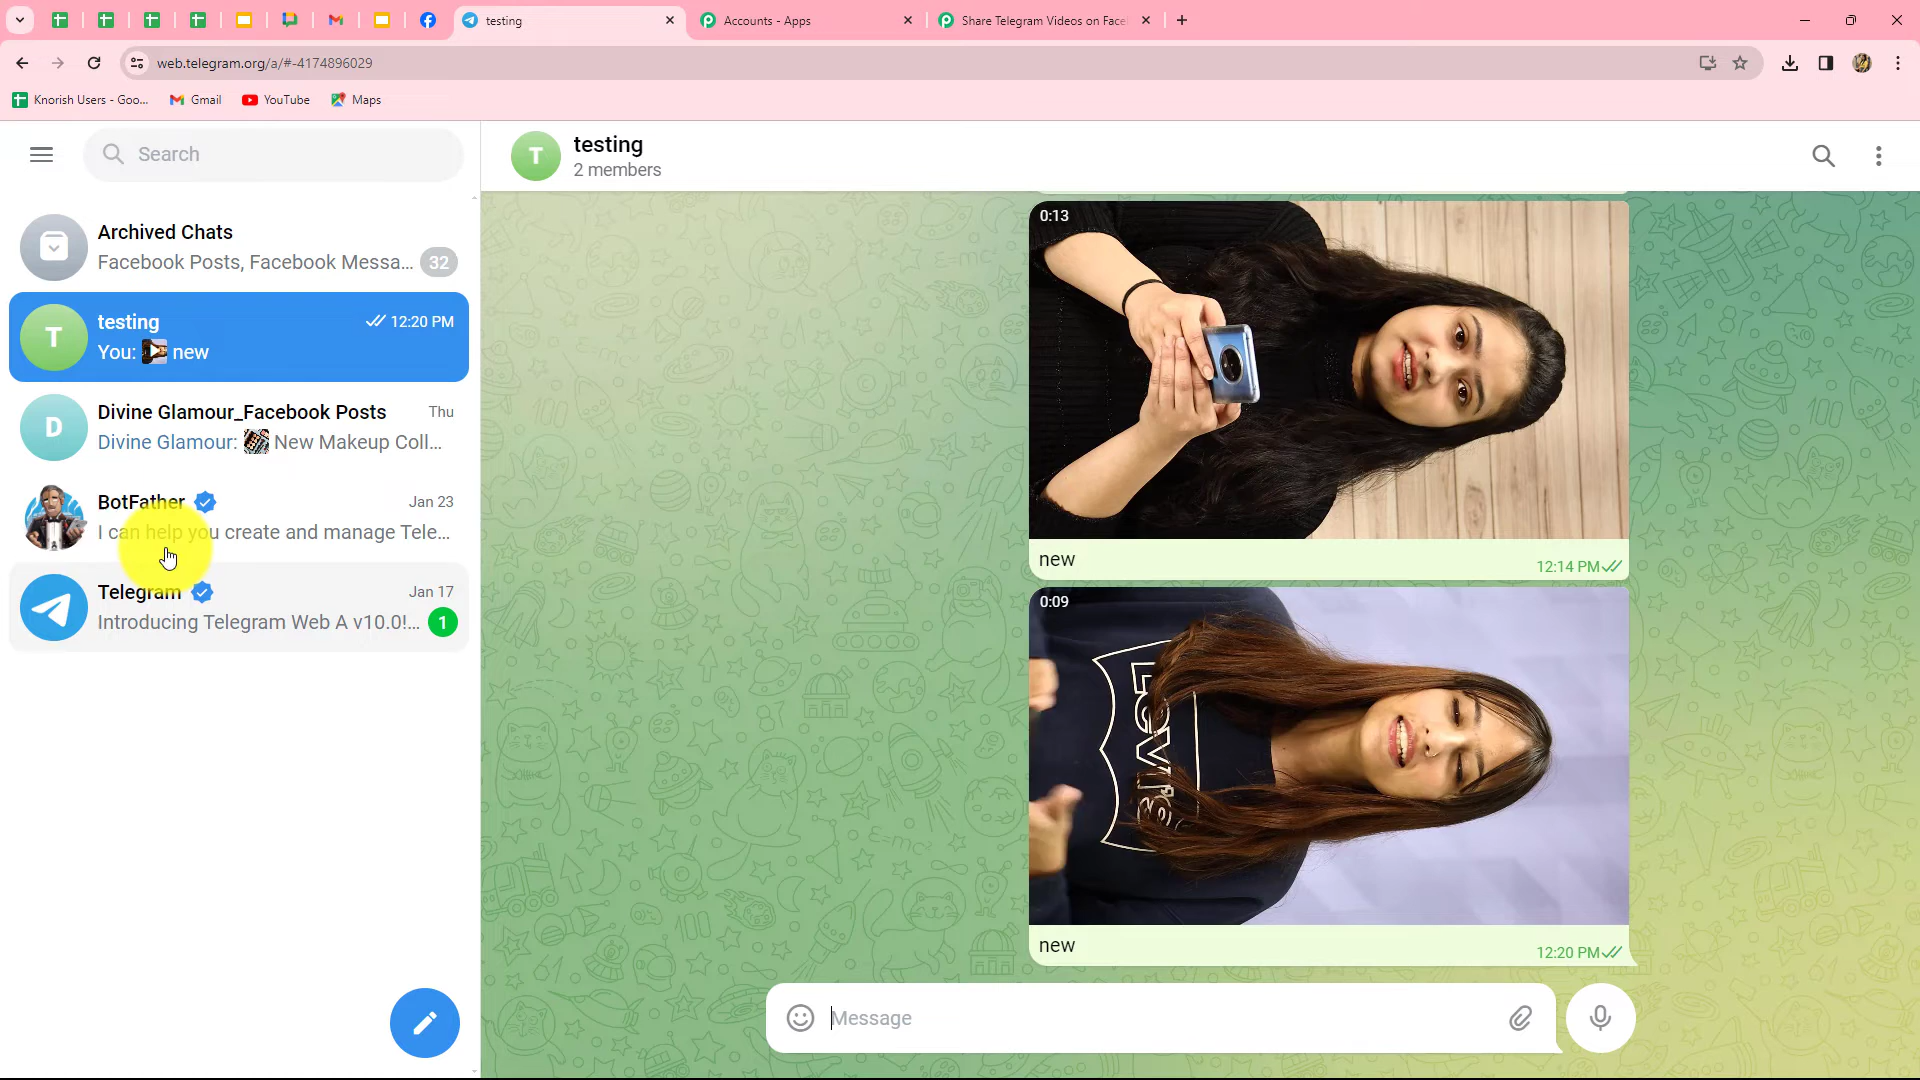 testing
Accounts - Apps
Share Telegram Videos on Face
web.telegram.org/a/#-4174896029
Knorish Users - Goo...
Gmail
YouTube
Maps
Search
Archived Chats
Facebook Posts, Facebook Messa... 32
T
testing 12:20 PM
You: new
D
Divine Glamour_Facebook Posts Thu
Divine Glamour: New Makeup Coll...
BotFather Jan 23
I can help you create and manage Tele...
Telegram Jan 17
Introducing Telegram Web A v10.0!... 1
T
testing
2 members
0:13
new
12:14 PM
0:09
new
12:20 PM
Message